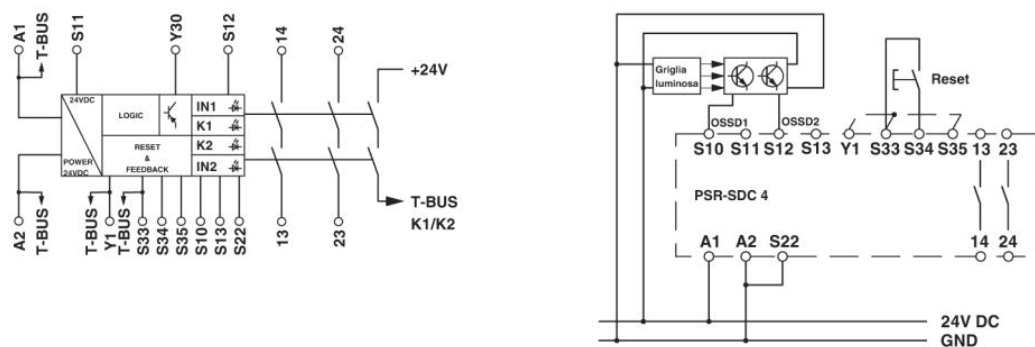 A1
T-BUS
S11
Y30
S12
14
24
+24V
24VDC
LOGIC
IN1
K1
K2
IN2
RESET
&
FEEDBACK
POWER
24VDC
T-BUS
K1/K2
A2
T-BUS
T-BUS
Y1
T-BUS
S33
S34
S35
S10
S13
S22
13
23
Griglia
luminosa
Reset
OSSD1
OSSD2
S10 S11 S12 S13 Y1 S33 S34 S35 13 23
PSR-SDC 4
A1 A2 S22 14 24
24V DC
GND